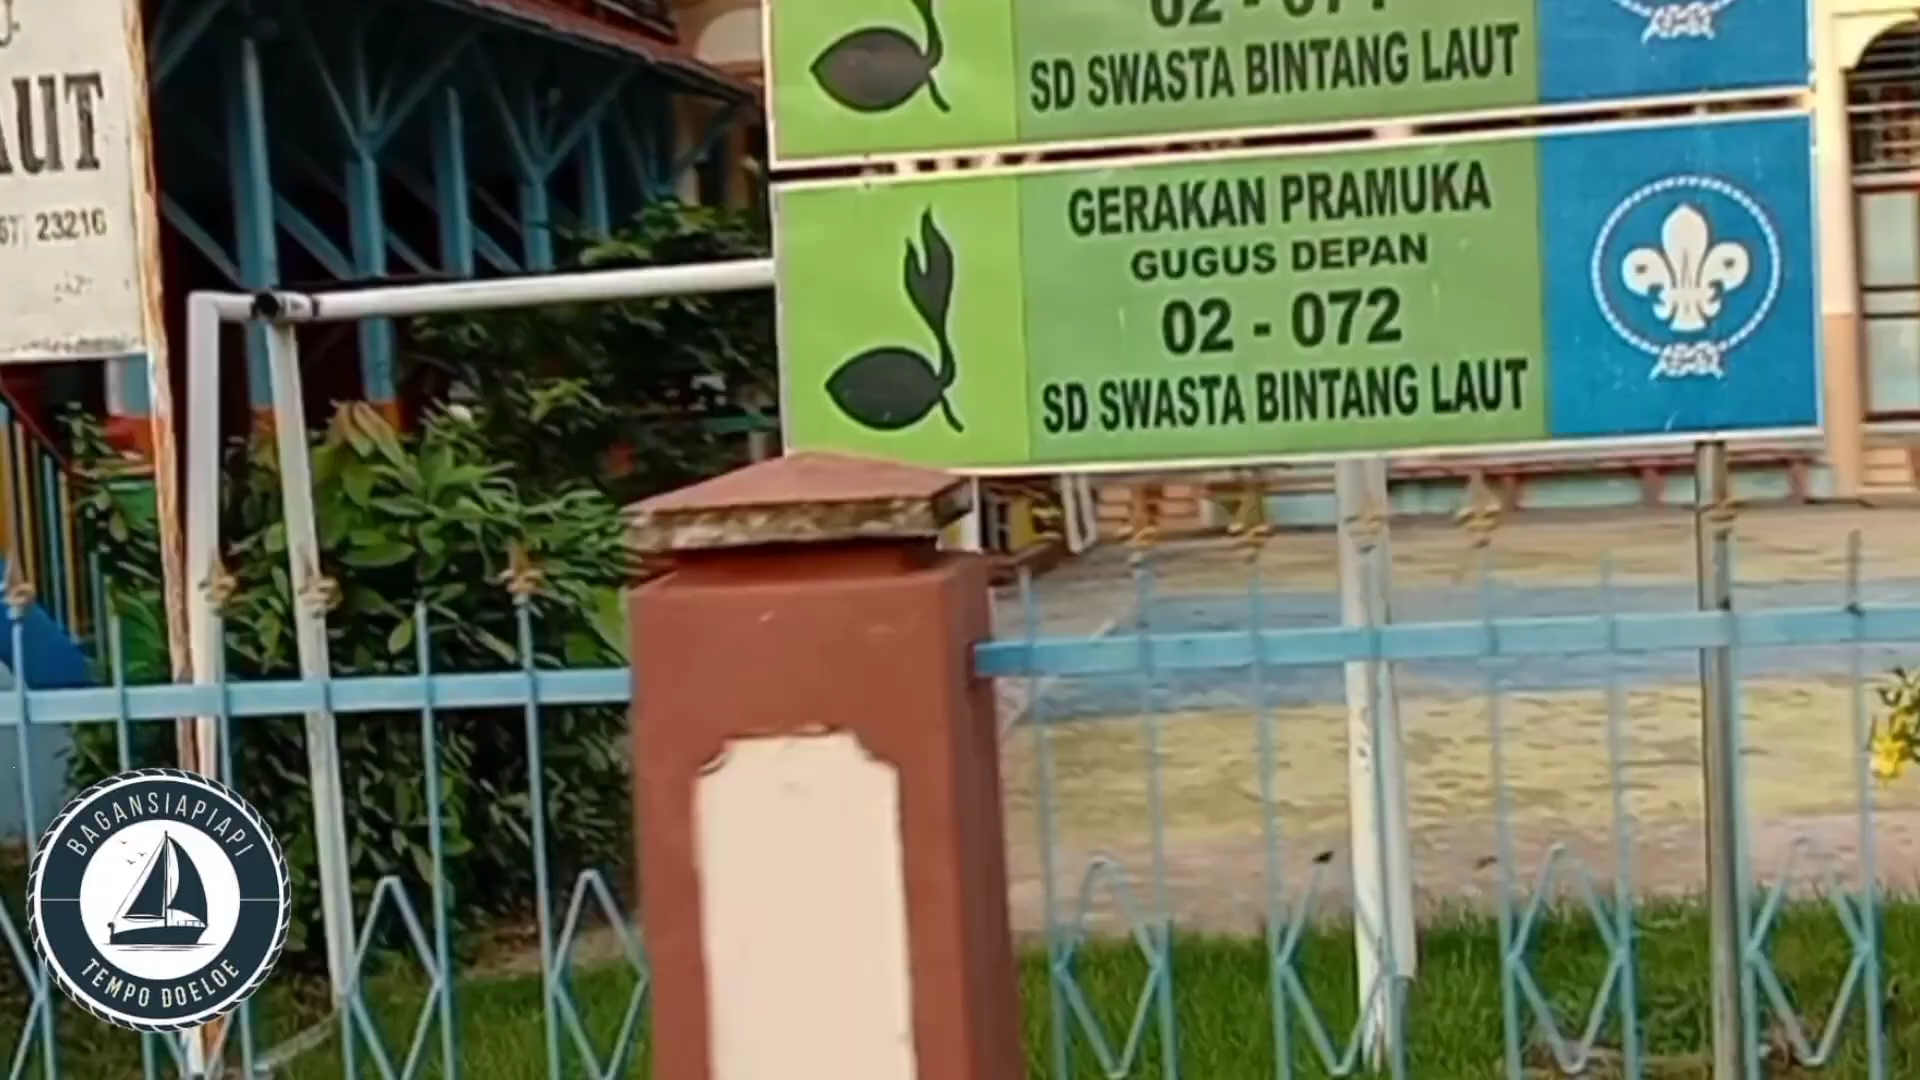 AUT
23216
SD SWASTA BINTANG LAUT
GERAKAN PRAMUKA
GUGUS DEPAN
02 - 072
SD SWASTA BINTANG LAUT
BAGANSIAPIAPI
TEMPO DOELOE